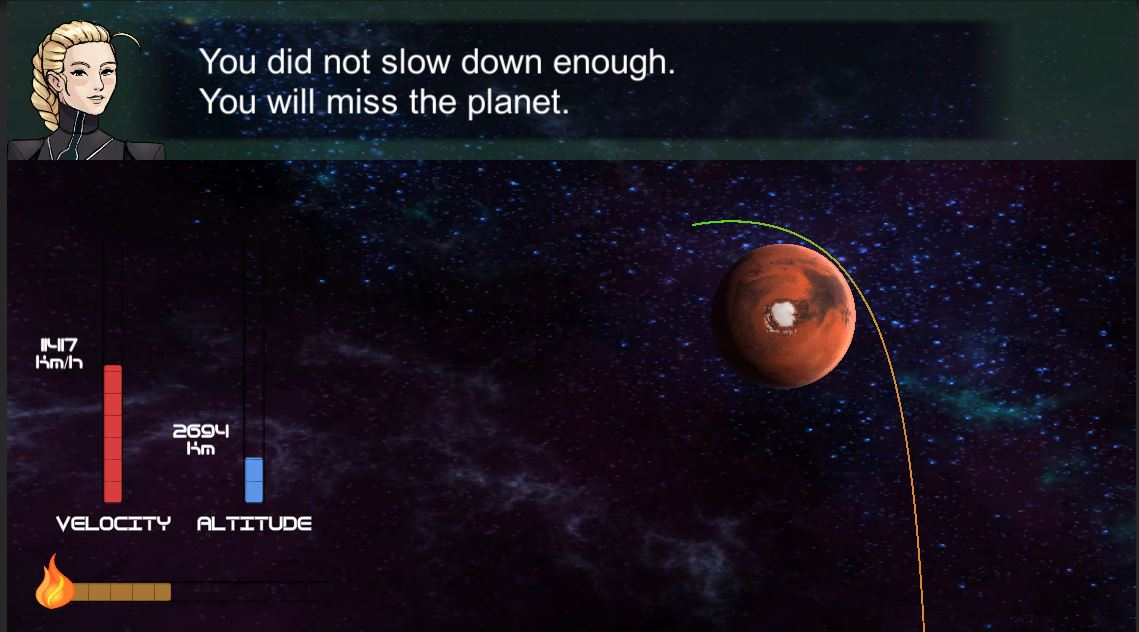 You did not slow down enough.
You will miss the planet.
1417
km/h
2694
km
VELOCITY ALTITUDE